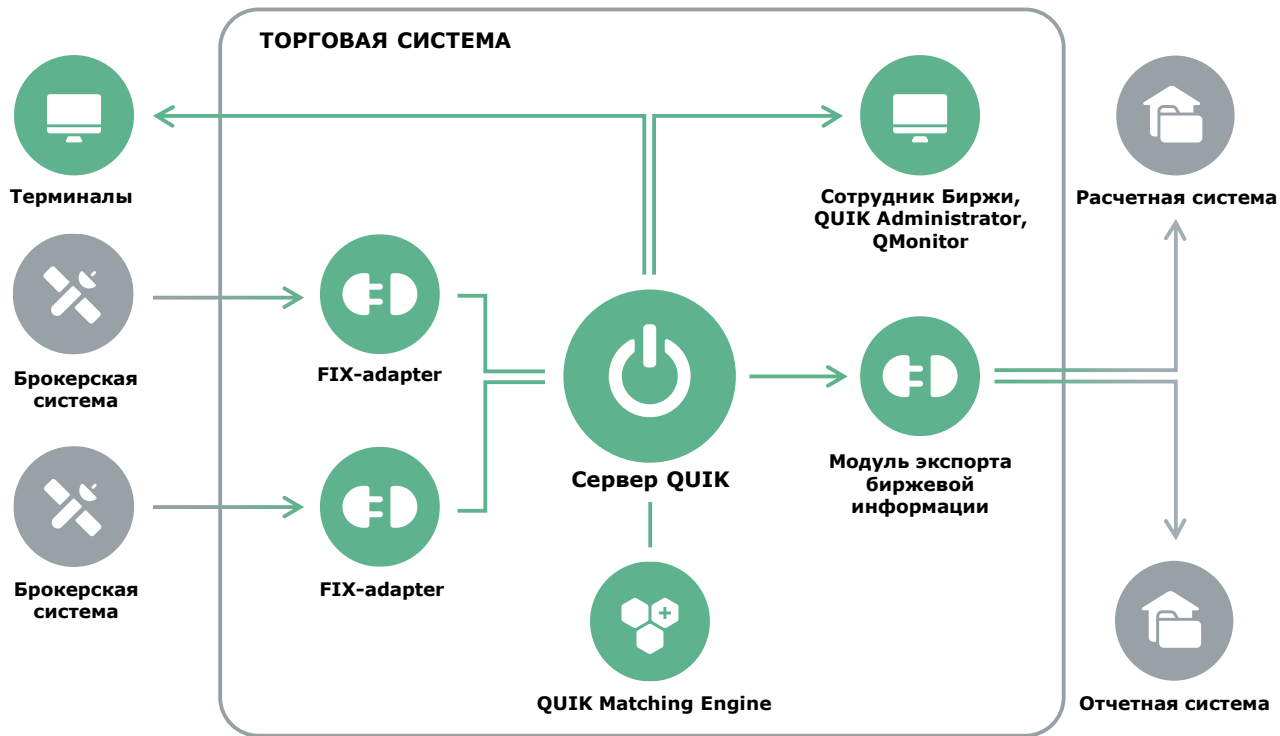 ТОРГОВАЯ СИСТЕМА
Терминалы
Сотрудник Биржи,
QUIK Administrator,
QMonitor
Расчетная система
Брокерская
система
FIX-adapter
Сервер QUIK
Модуль экспорта
биржевой
информации
Брокерская
система
FIX-adapter
QUIK Matching Engine
Отчетная система